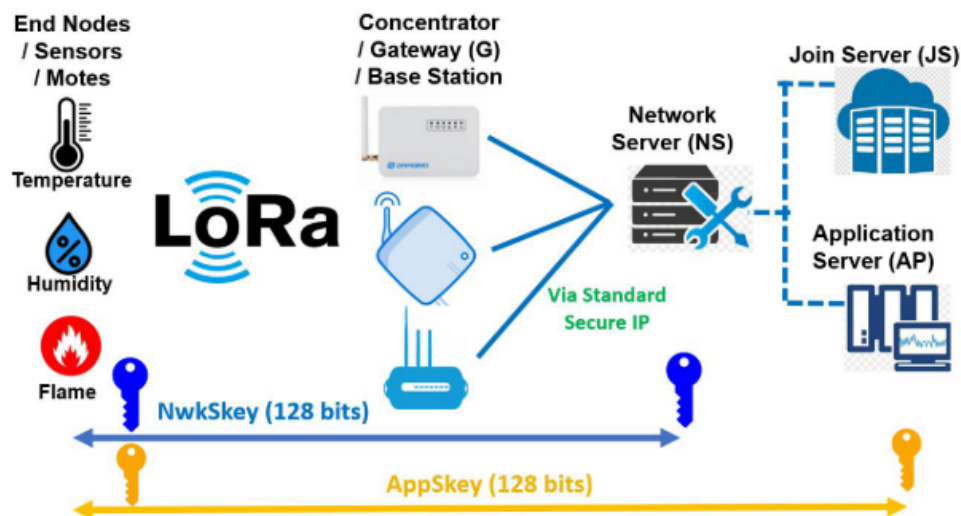 End Nodes
/ Sensors
/ Motes
Temperature
Humidity
Flame
LoRa
Concentrator
/ Gateway (G)
/ Base Station
Network
Server (NS)
Join Server (JS)
Application
Server (AP)
Via Standard
Secure IP
NwkSkey (128 bits)
AppSkey (128 bits)